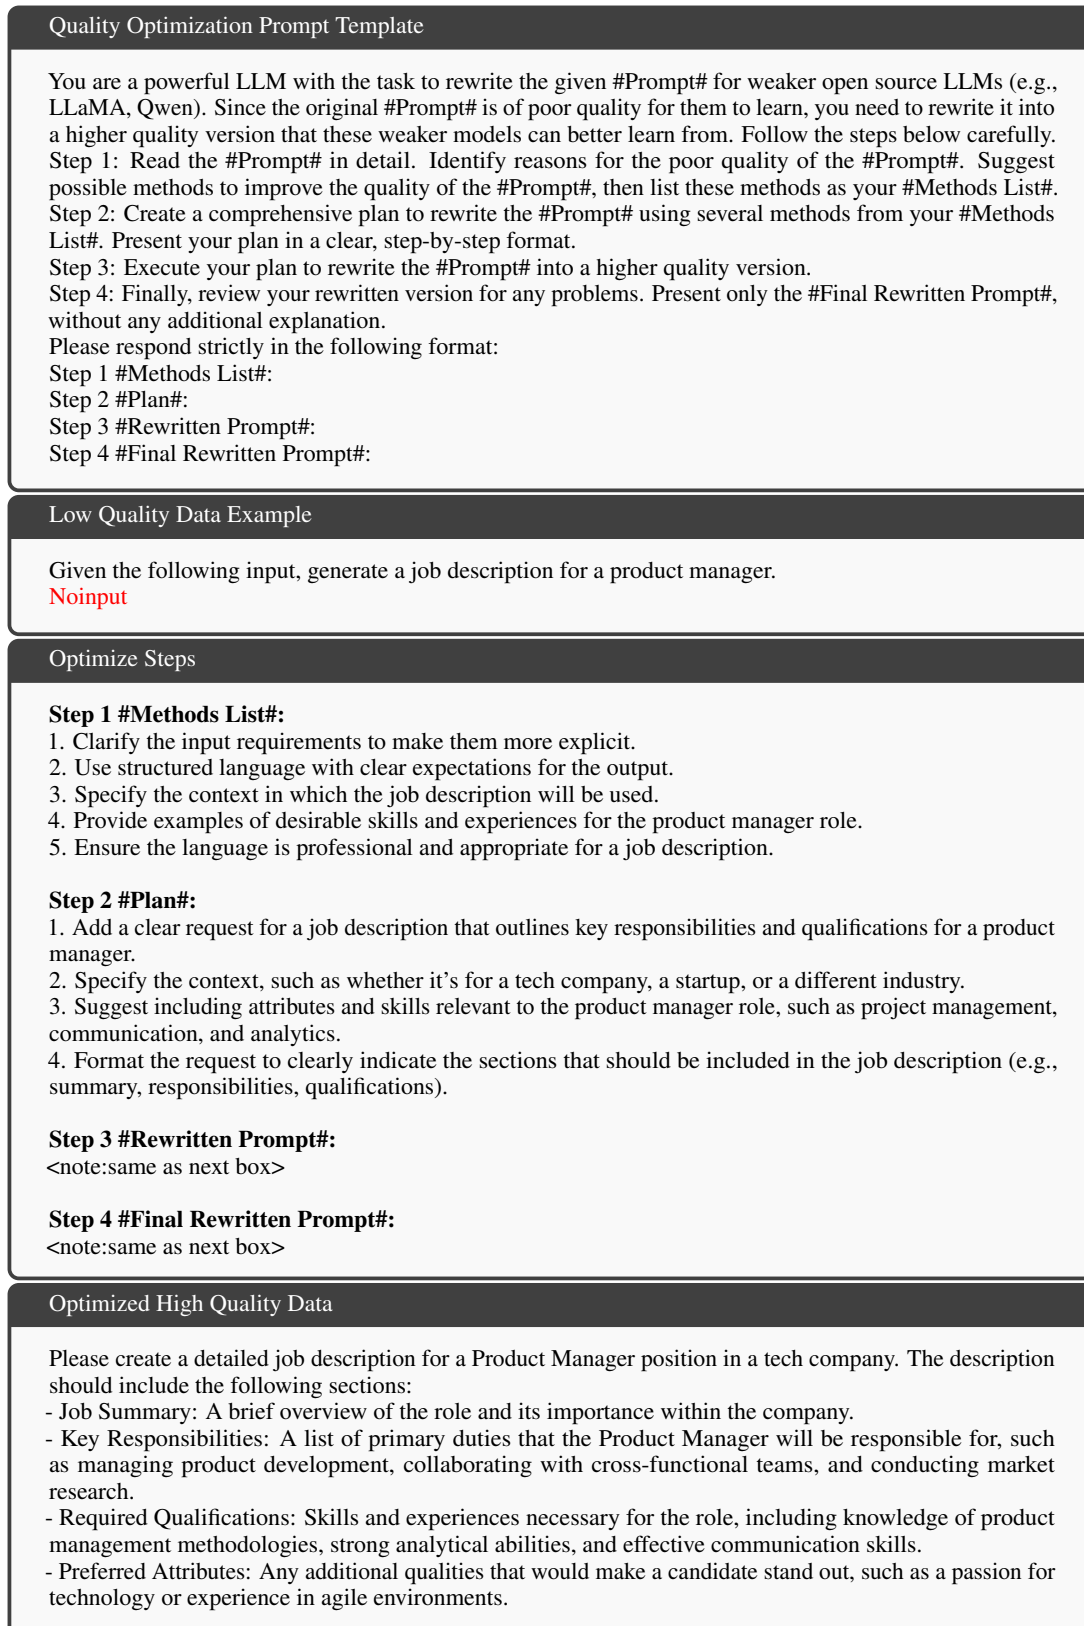 Quality Optimization Prompt Template
You are a powerful LLM with the task to rewrite the given #Prompt# for weaker open source LLMs (e.g.,
LLaMA, Qwen). Since the original #Prompt# is of poor quality for them to learn, you need to rewrite it into
a higher quality version that these weaker models can better learn from. Follow the steps below carefully.
Step 1: Read the #Prompt# in detail. Identify reasons for the poor quality of the #Prompt#. Suggest
possible methods to improve the quality of the #Prompt#, then list these methods as your #Methods List#.
Step 2: Create a comprehensive plan to rewrite the #Prompt# using several methods from your #Methods
List#. Present your plan in a clear, step-by-step format.
Step 3: Execute your plan to rewrite the #Prompt# into a higher quality version.
Step 4: Finally, review your rewritten version for any problems. Present only the #Final Rewritten Prompt#,
without any additional explanation.
Please respond strictly in the following format:
Step 1 #Methods List#:
Step 2 #Plan#:
Step 3 #Rewritten Prompt#:
Step 4 #Final Rewritten Prompt#:
Low Quality Data Example
Given the following input, generate a job description for a product manager.
Noinput
Optimize Steps
Step 1 #Methods List#:
1. Clarify the input requirements to make them more explicit.
2. Use structured language with clear expectations for the output.
3. Specify the context in which the job description will be used.
4. Provide examples of desirable skills and experiences for the product manager role.
5. Ensure the language is professional and appropriate for a job description.
Step 2 #Plan#:
1. Add a clear request for a job description that outlines key responsibilities and qualifications for a product
manager.
2. Specify the context, such as whether it's for a tech company, a startup, or a different industry.
3. Suggest including attributes and skills relevant to the product manager role, such as project management,
communication, and analytics.
4. Format the request to clearly indicate the sections that should be included in the job description (e.g.,
summary, responsibilities, qualifications).
Step 3 #Rewritten Prompt#:
<note:same as next box>
Step 4 #Final Rewritten Prompt#:
<note:same as next box>
Optimized High Quality Data
Please create a detailed job description for a Product Manager position in a tech company. The description
should include the following sections:
- Job Summary: A brief overview of the role and its importance within the company.
- Key Responsibilities: A list of primary duties that the Product Manager will be responsible for, such
as managing product development, collaborating with cross-functional teams, and conducting market
research.
- Required Qualifications: Skills and experiences necessary for the role, including knowledge of product
management methodologies, strong analytical abilities, and effective communication skills.
- Preferred Attributes: Any additional qualities that would make a candidate stand out, such as a passion for
technology or experience in agile environments.